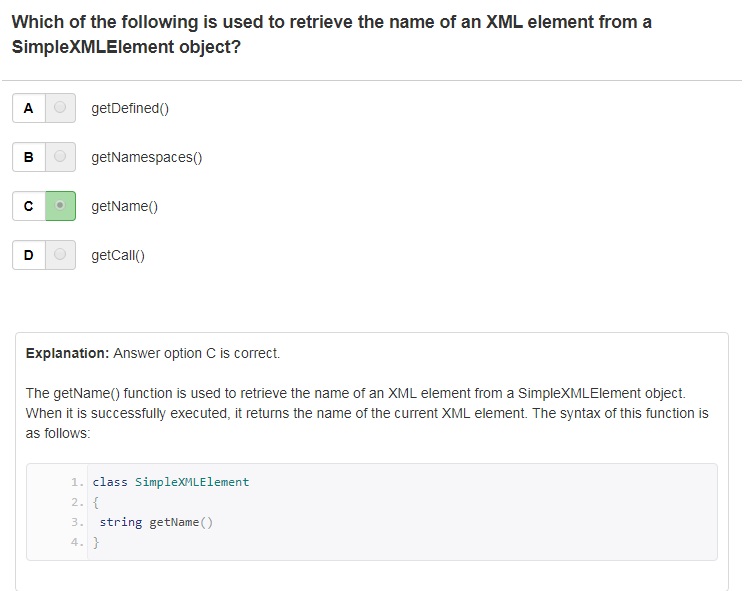 Which of the following is used to retrieve the name of an XML element from a
SimpleXMLElement object?
A getDefined()
B getNamespaces()
C getName()
D getCall()
Explanation: Answer option C is correct.
The getName() function is used to retrieve the name of an XML element from a SimpleXMLElement object.
When it is successfully executed, it returns the name of the current XML element. The syntax of this function is
as follows:
1. class SimpleXMLElement
2. {
3. string getName()
4. }